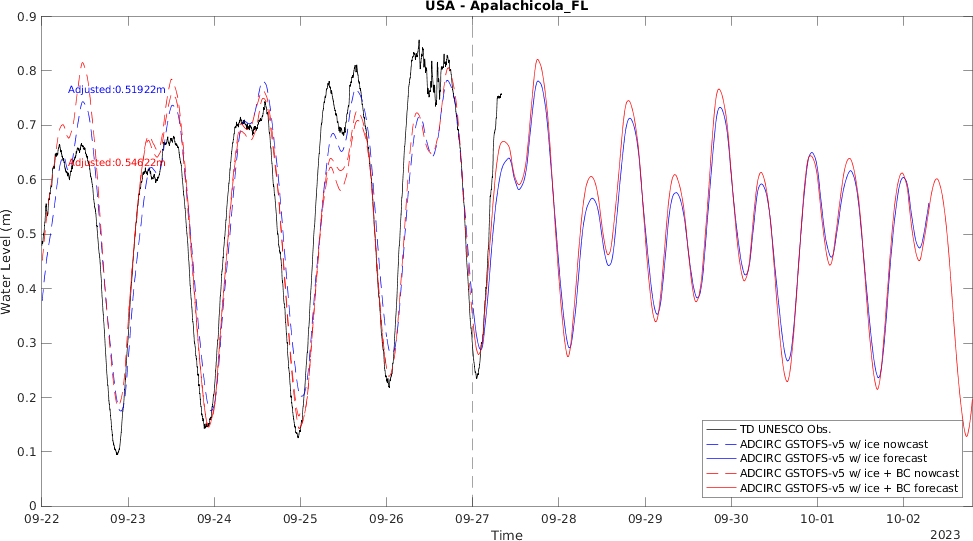 USA - Apalachicola_FL
0.9
0.8
0.7
0.6
0.5
0.4
0.3
0.2
0.1
0
Water Level (m)
Adjusted:0.51922m
Adjusted:0.54622m
TD UNESCO Obs.
ADCIRC GSTOFS-v5 w/ ice nowcast
ADCIRC GSTOFS-v5 w/ ice forecast
ADCIRC GSTOFS-v5 w/ ice + BC nowcast
ADCIRC GSTOFS-v5 w/ ice + BC forecast
09-22 09-23 09-24 09-25 09-26 09-27 09-28 09-29 09-30 10-01 10-02
Time
2023